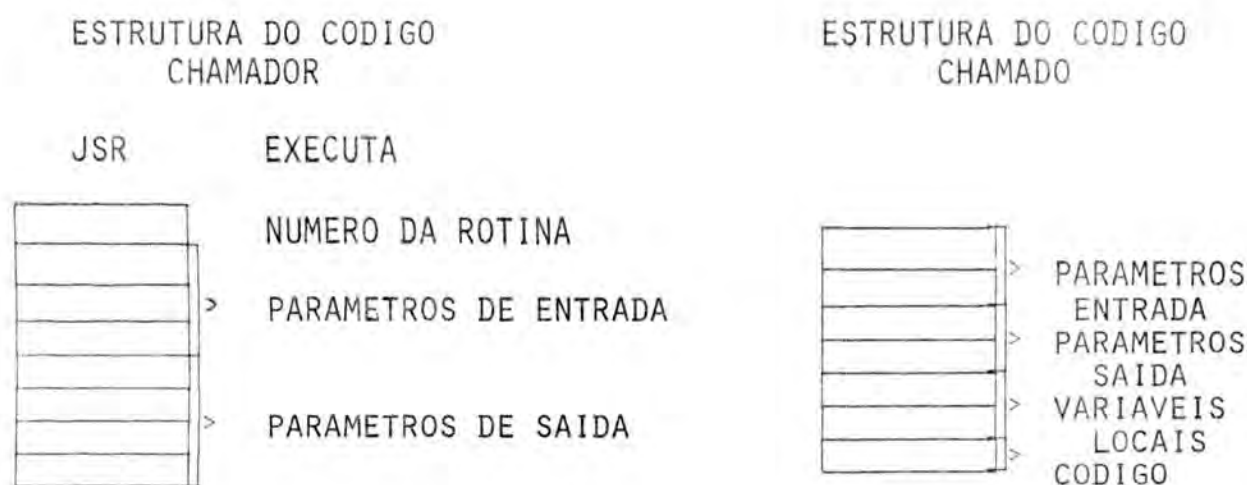 ESTRUTURA DO CODIGO
CHAMADOR
JSR EXECUTA
NUMERO DA ROTINA
> PARAMETROS DE ENTRADA
> PARAMETROS DE SAIDA
ESTRUTURA DO CODIGO
CHAMADO
> PARAMETROS
ENTRADA
> PARAMETROS
SAIDA
> VARIAVEIS
LOCAIS
> CODIGO